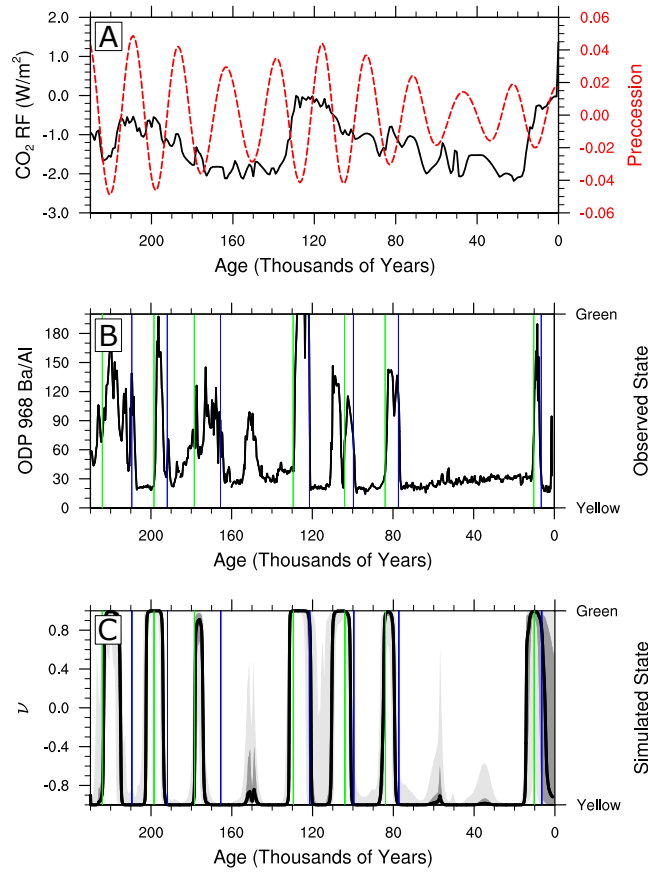 A
2.0
1.0
0.0
-1.0
-2.0
-3.0
CO2 RF (W/m2)
0.06
0.04
0.02
0.00
-0.02
-0.04
-0.06
Preccession
200 160 120 80 40 0
Age (Thousands of Years)
B
180
150
120
90
60
30
0
ODP 968 Ba/Al
Green
Yellow
Observed State
200 160 120 80 40 0
Age (Thousands of Years)
C
0.8
0.4
0.0
-0.4
-0.8
ν
Green
Yellow
Simulated State
200 160 120 80 40 0
Age (Thousands of Years)